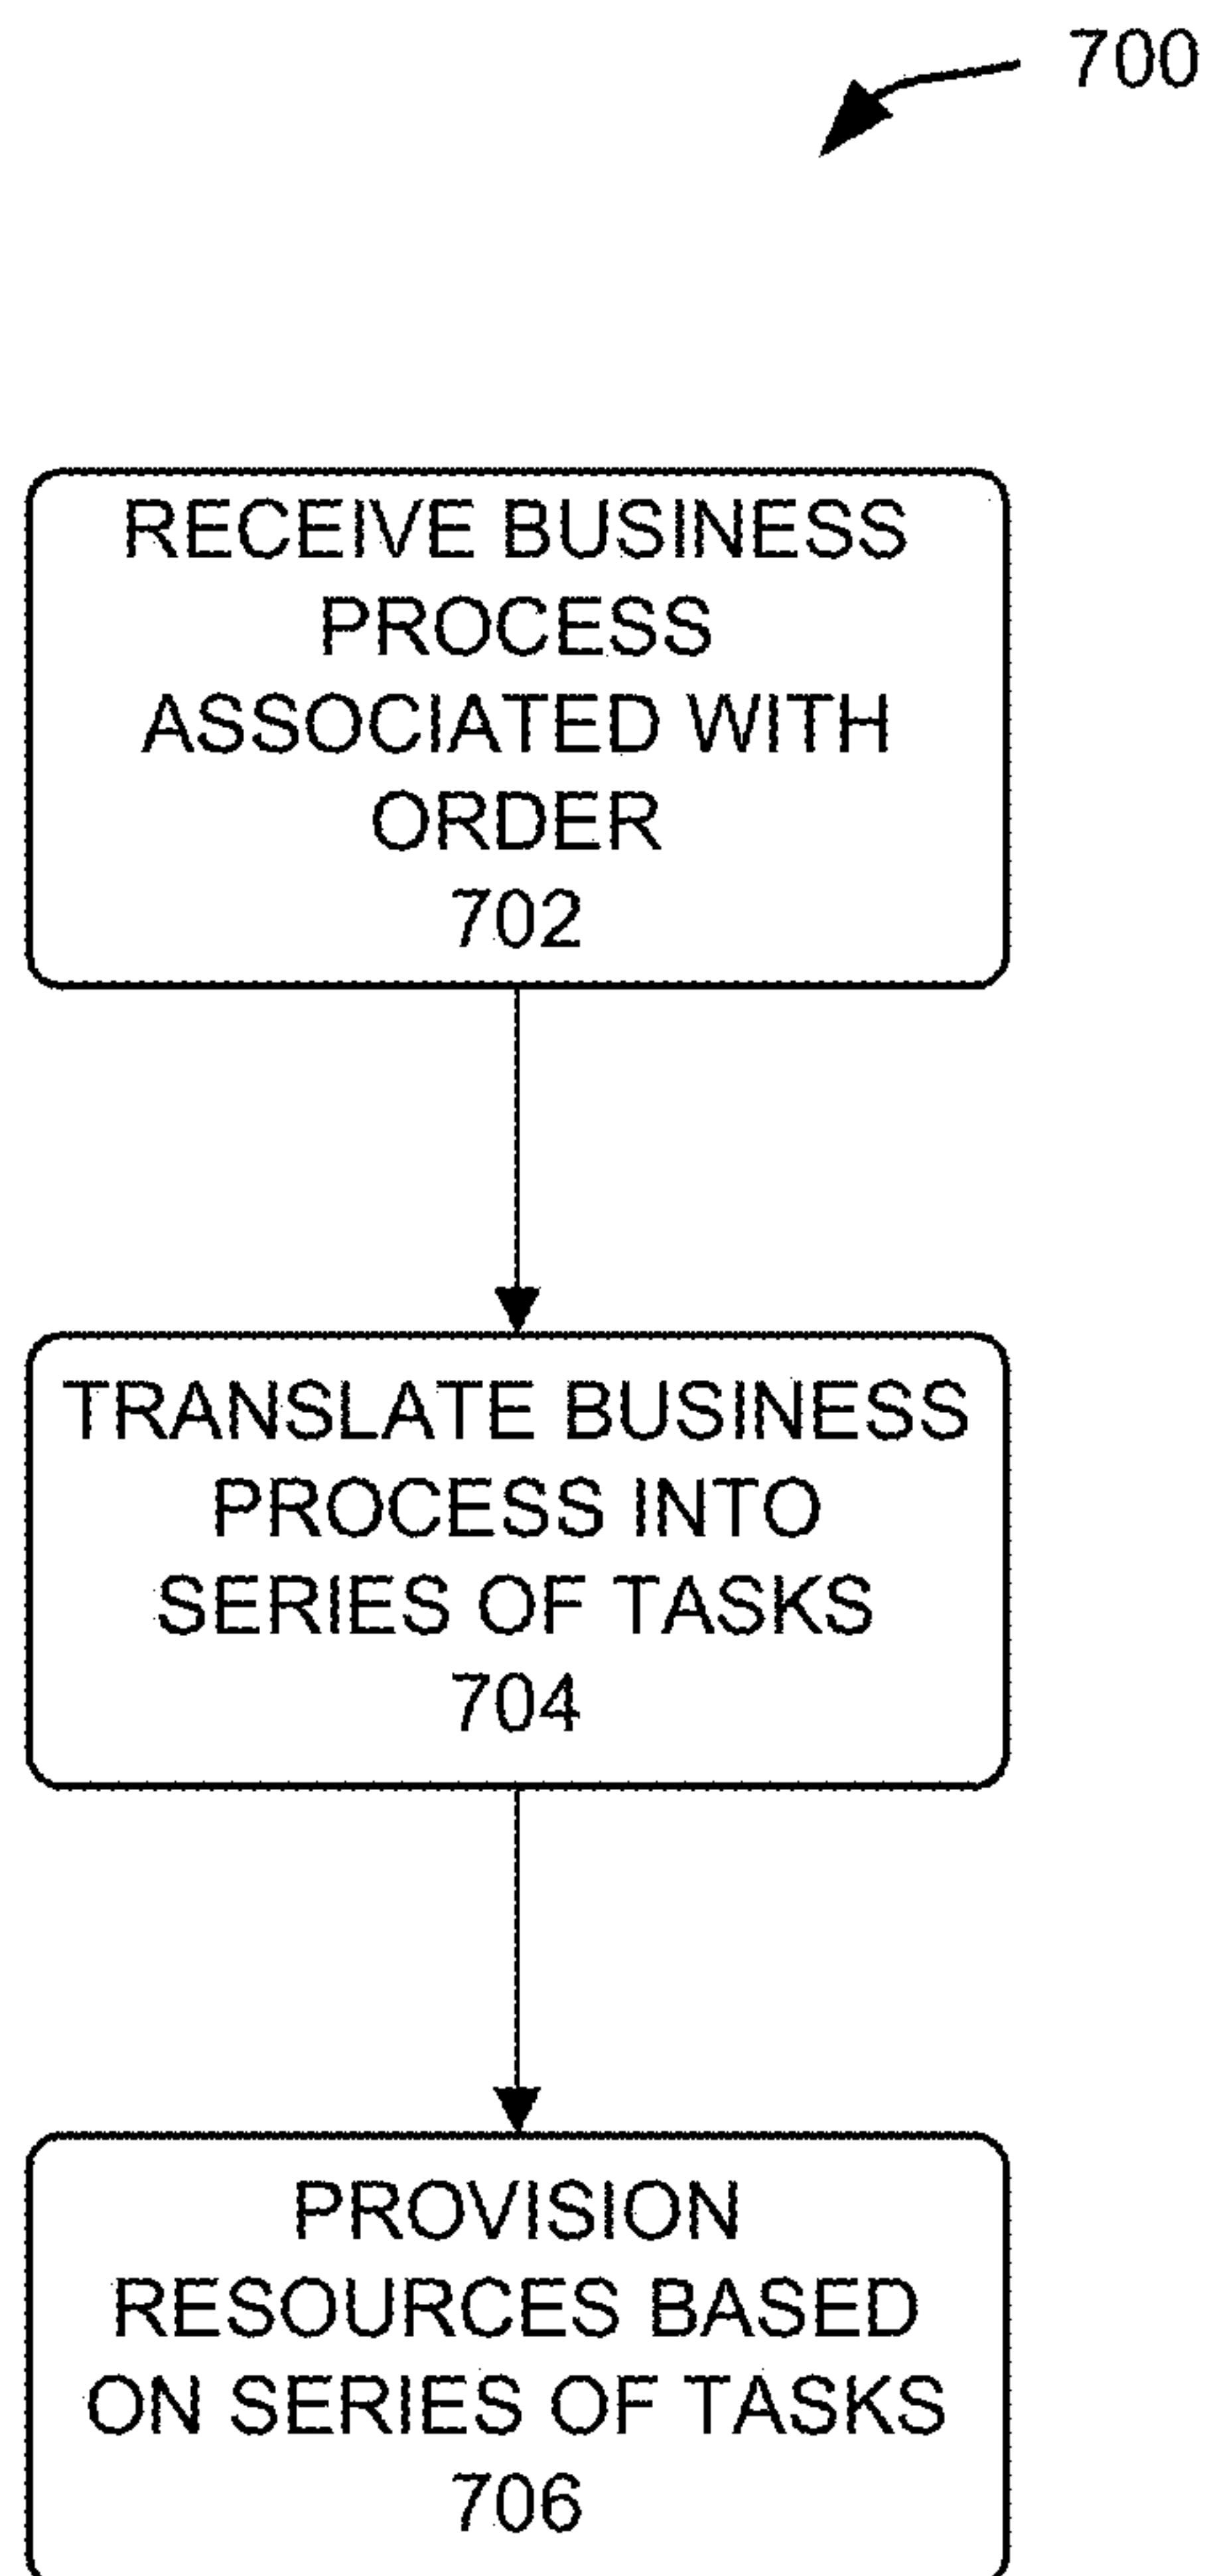 700
RECEIVE BUSINESS
PROCESS
ASSOCIATED WITH
ORDER
702
TRANSLATE BUSINESS
PROCESS INTO
SERIES OF TASKS
704
PROVISION
RESOURCES BASED
ON SERIES OF TASKS
706